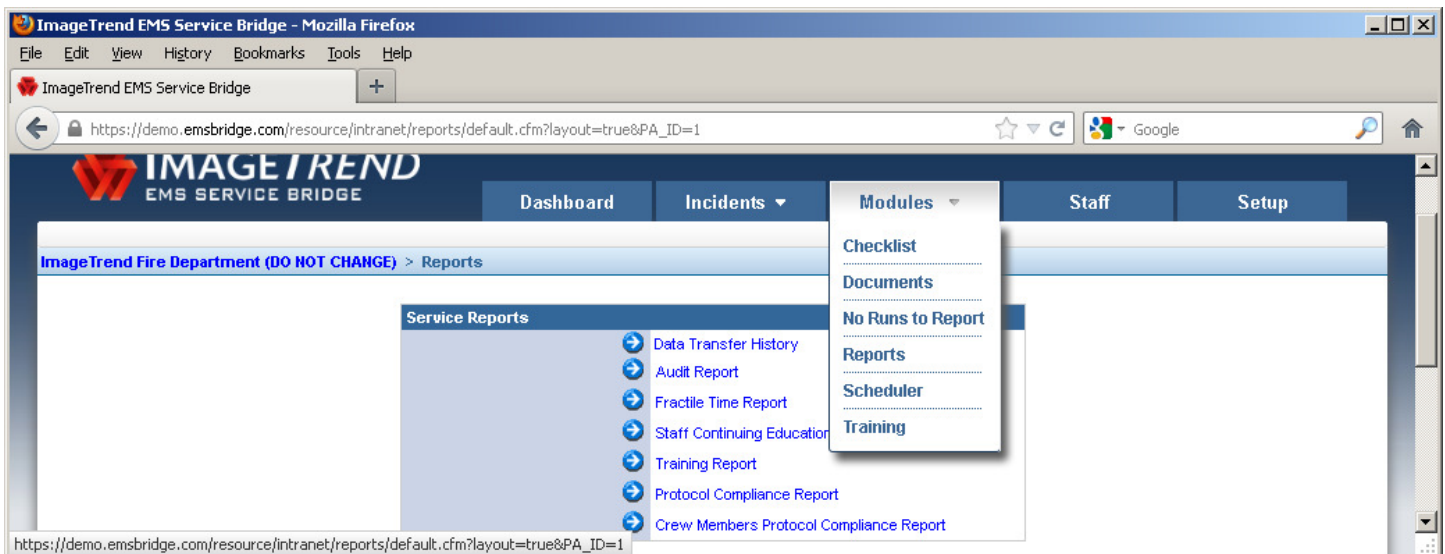 ImageTrend EMS Service Bridge - Mozilla Firefox
File Edit View History Bookmarks Tools Help
ImageTrend EMS Service Bridge +
https://demo.emsbridge.com/resource/intranet/reports/default.cfm?layout=true&PA_ID=1 Google
IMAGETREND
EMS SERVICE BRIDGE
Dashboard Incidents Modules Staff Setup
Checklist
Documents
No Runs to Report
Reports
Scheduler
Training
ImageTrend Fire Department (DO NOT CHANGE) > Reports
Service Reports
Data Transfer History
Audit Report
Fractile Time Report
Staff Continuing Education
Training Report
Protocol Compliance Report
Crew Members Protocol Compliance Report
https://demo.emsbridge.com/resource/intranet/reports/default.cfm?layout=true&PA_ID=1